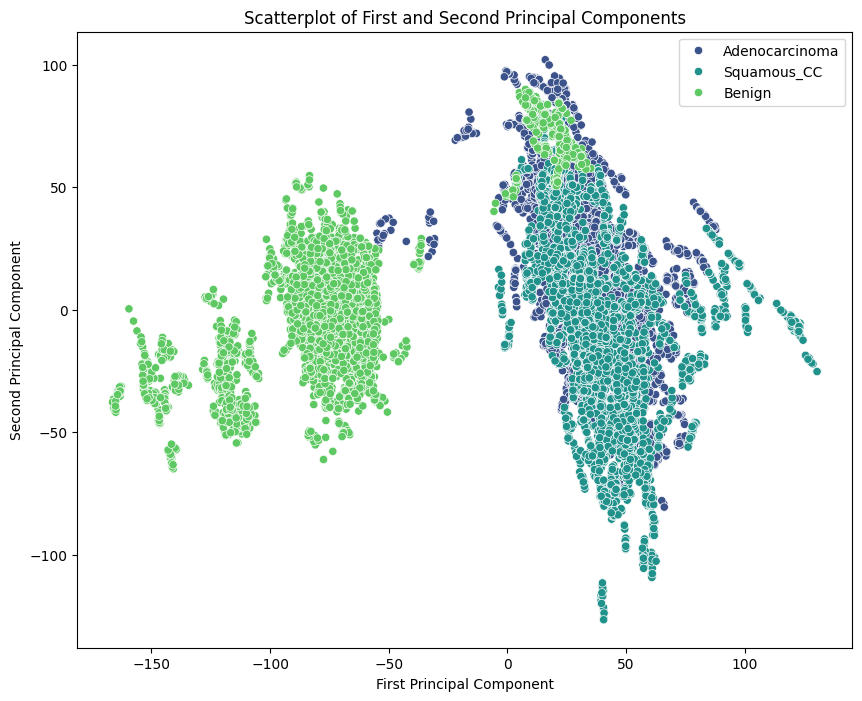 Scatterplot of First and Second Principal Components
Adenocarcinoma
Squamous_CC
Benign
100
50
0
−50
−100
Second Principal Component
−150
−100
−50
0
50
100
First Principal Component